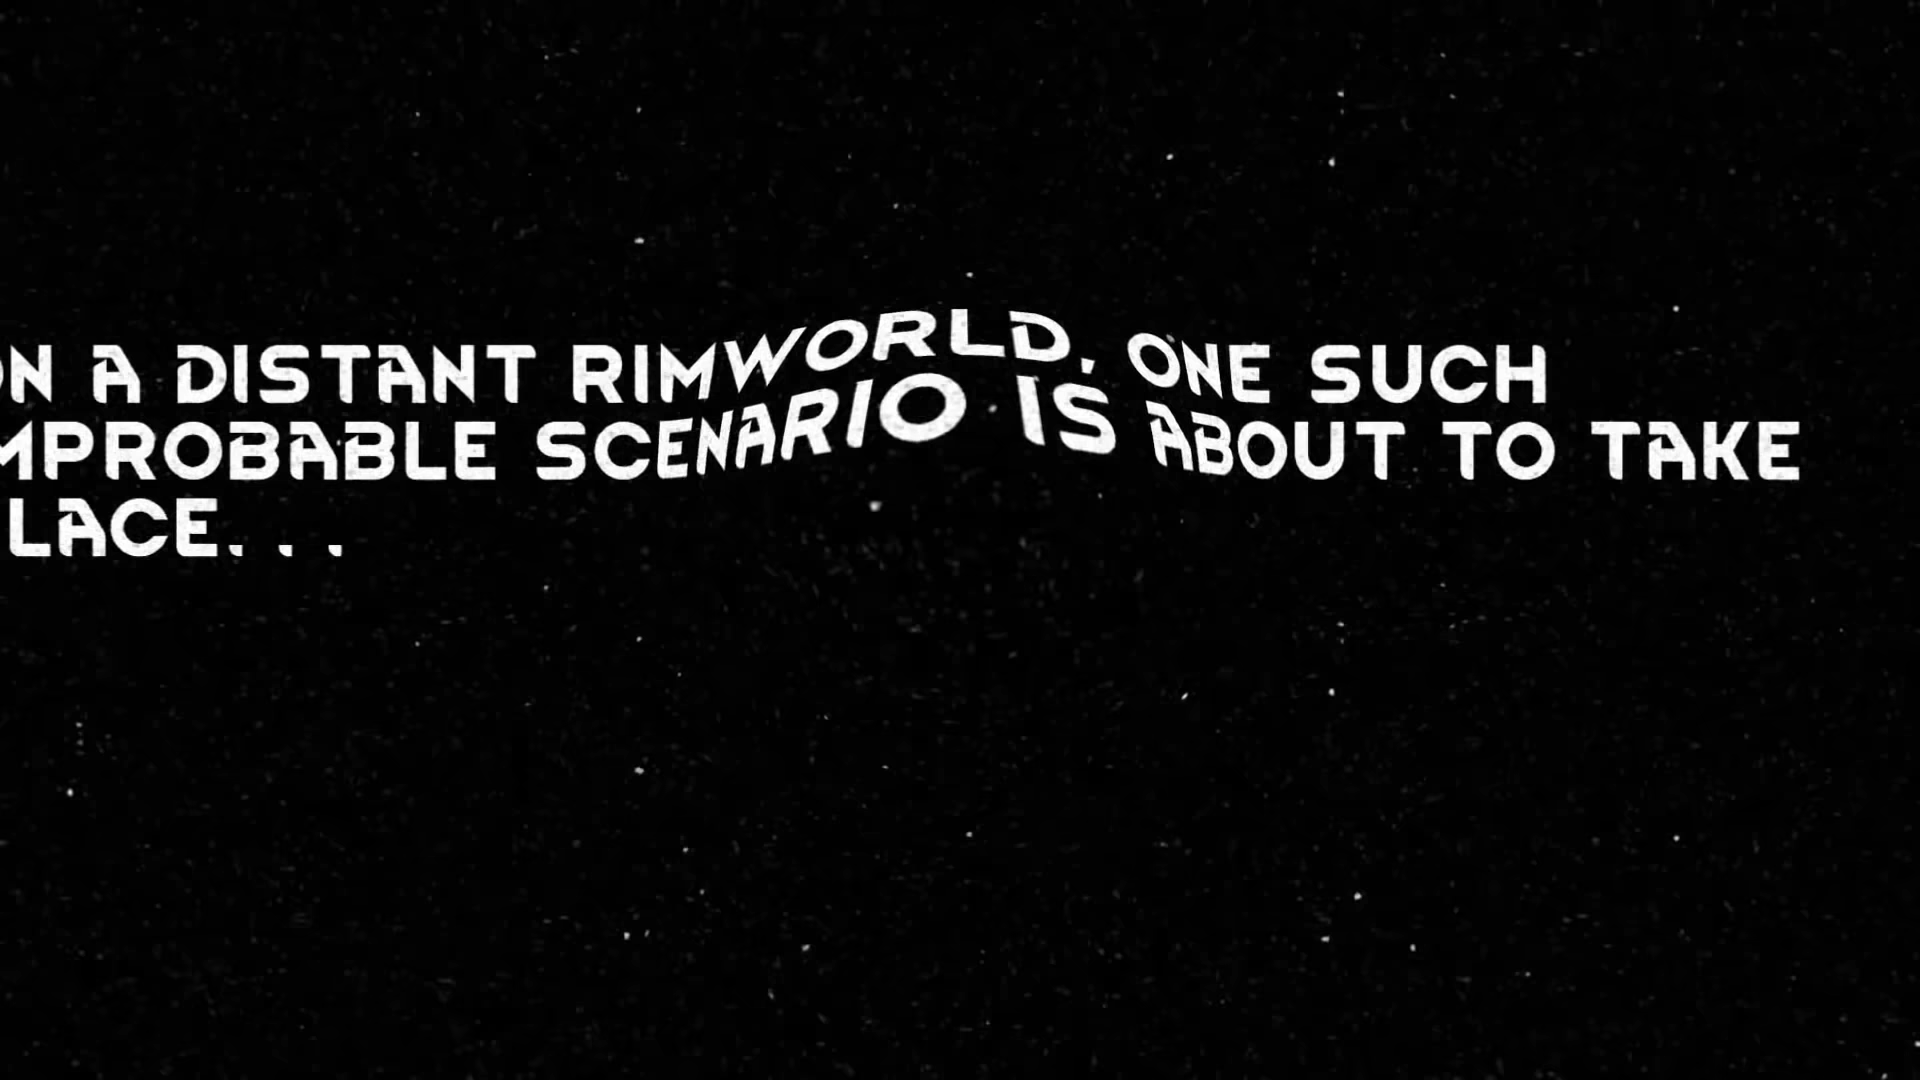 ON A DISTANT RIMWORLD, ONE SUCH
MPROBABLE SCENARIO IS ABOUT TO TAKE
LACE...